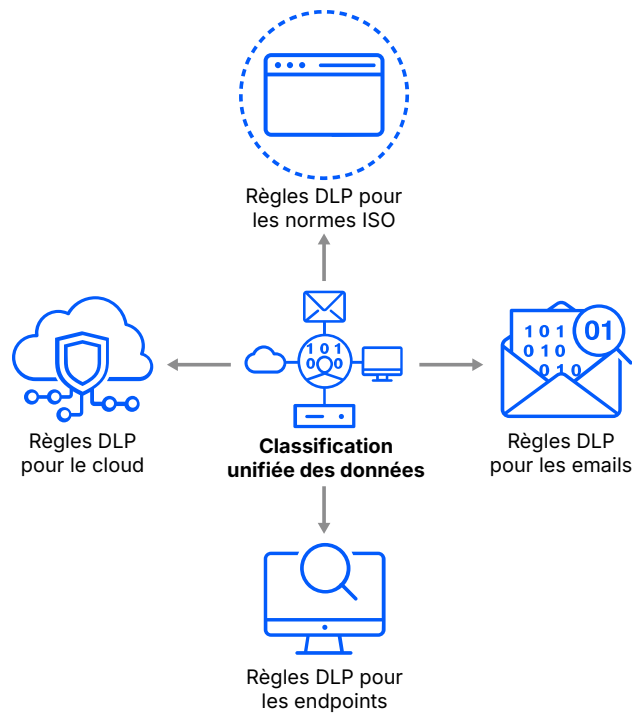 Règles DLP pour
les normes ISO
1 0 1
0 0
Classification
unifiée des données
Règles DLP
pour le cloud
1 0 1
01
0 1 0
0 1 0
Règles DLP
pour les emails
Règles DLP pour
les endpoints